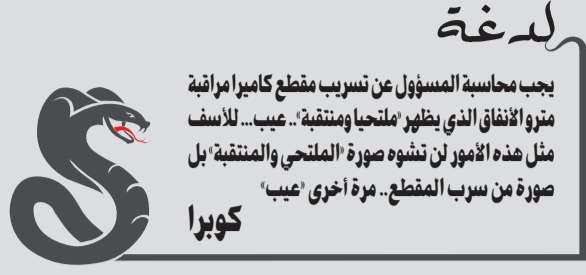 لدغة
يجب محاسبة المسؤول عن تسريب مقطع كاميرا مراقبة
مترو الأنفاق الذي يظهر «ملتحيا ومنتقبة».. عيب... للأسف
مثل هذه الأمور لن تشوه صورة «الملتحي والمنتقبة» بل
صورة من سرب المقطع.. مرة أخرى «عيب»
كوبرا